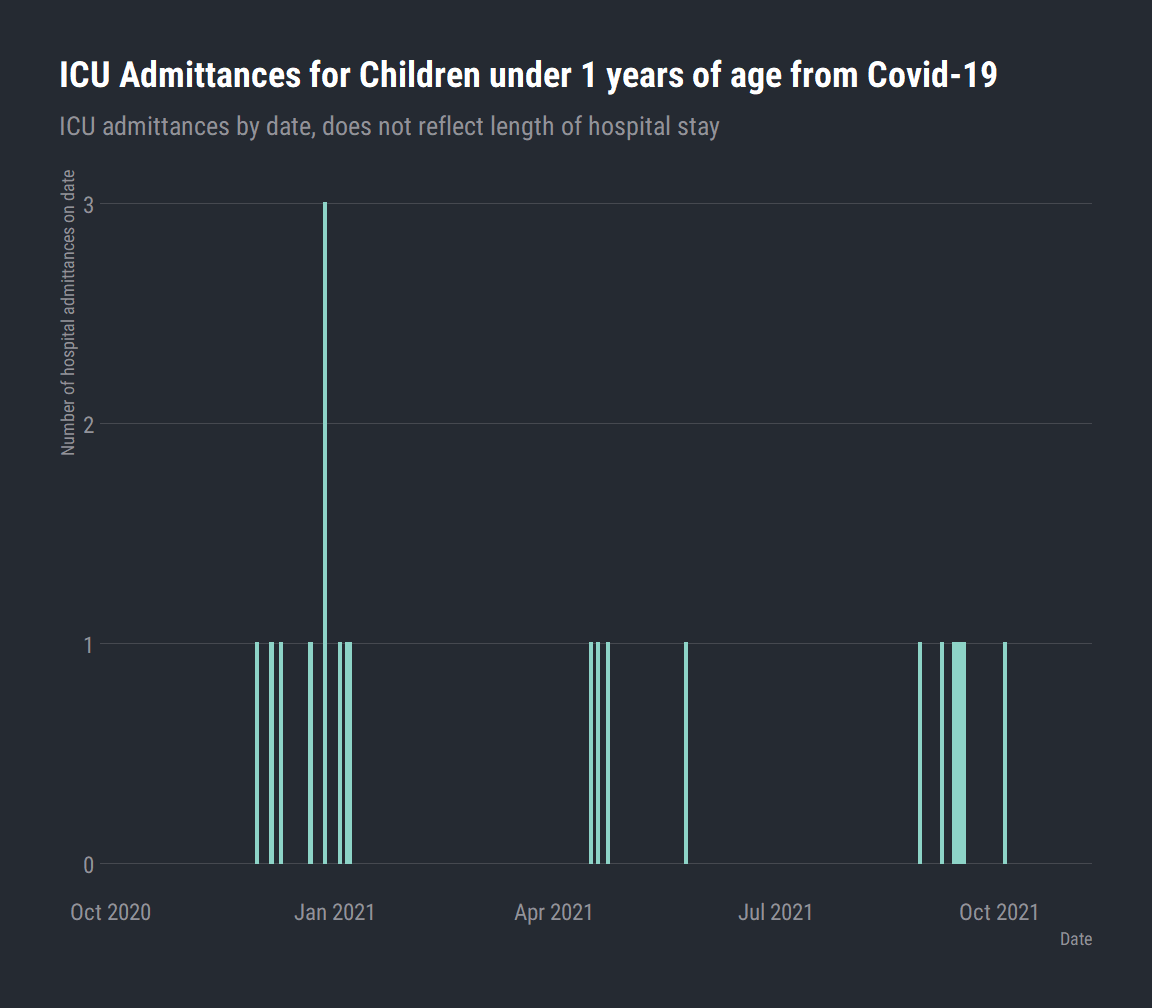 ICU Admittances for Children under 1 years of age from Covid-19
ICU admittances by date, does not reflect length of hospital stay
Number of hospital admittances on date
3
2
1
0
Oct 2020
Jan 2021
Apr 2021
Jul 2021
Oct 2021
Date